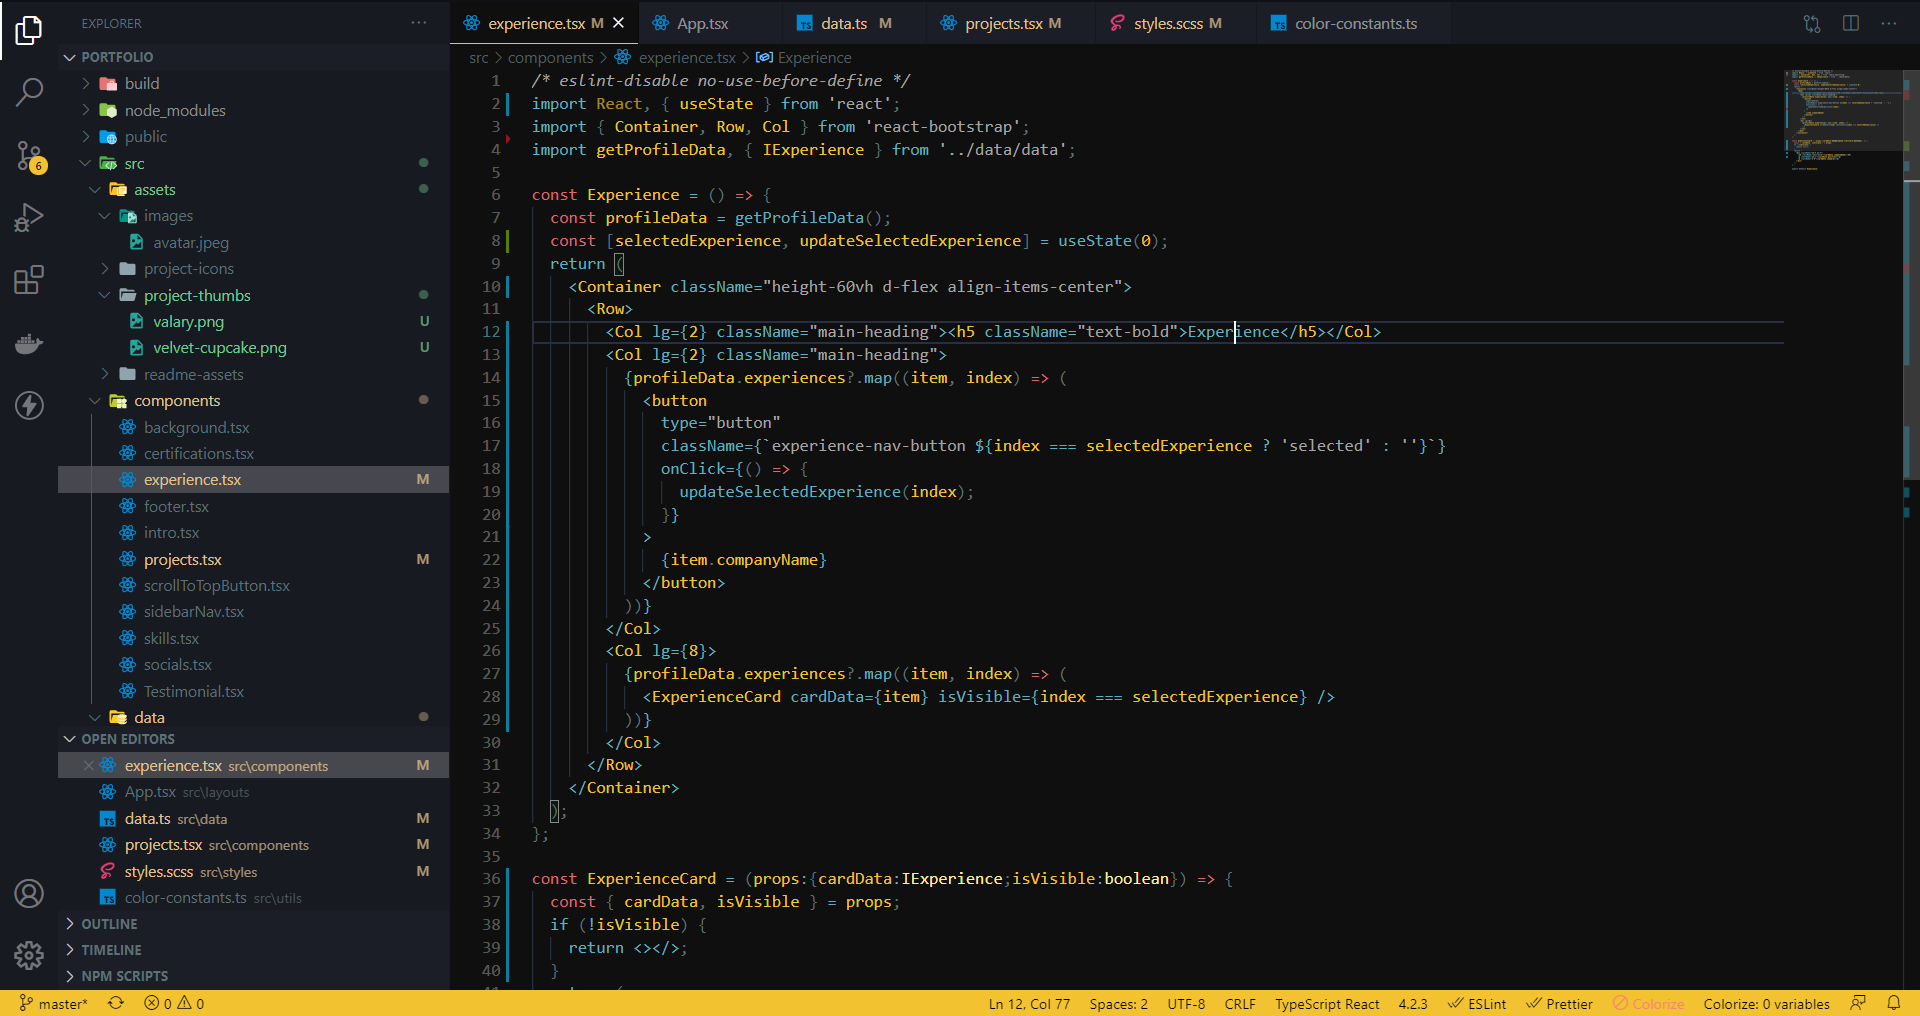 EXPLORER
PORTFOLIO
build
node_modules
public
src
assets
images
avatar.jpeg
project-icons
project-thumbs
valary.png U
velvet-cupcake.png U
readme-assets
components
background.tsx
certifications.tsx
experience.tsx M
footer.tsx
intro.tsx
projects.tsx M
scrollToTopButton.tsx
sidebarNav.tsx
skills.tsx
socials.tsx
Testimonial.tsx
data
OPEN EDITORS
experience.tsx src\components M
App.tsx src\layouts
data.ts src\data M
projects.tsx src\components M
styles.scss src\styles M
color-constants.ts src\utils
OUTLINE
TIMELINE
NPM SCRIPTS
6
experience.tsx M App.tsx data.ts M projects.tsx M styles.scss M color-constants.ts
src > components > experience.tsx > Experience
1 /* eslint-disable no-use-before-define */
2 import React, { useState } from 'react';
3 import { Container, Row, Col } from 'react-bootstrap';
4 import getProfileData, { IExperience } from '../data/data';
5
6 const Experience = () => {
7 const profileData = getProfileData();
8 const [selectedExperience, updateSelectedExperience] = useState(0);
9 return (
10 <Container className="height-60vh d-flex align-items-center">
11 <Row>
12 <Col lg={2} className="main-heading"><h5 className="text-bold">Experience</h5></Col>
13 <Col lg={2} className="main-heading">
14 {profileData.experiences?.map((item, index) => (
15 <button
16 type="button"
17 className={`experience-nav-button ${index === selectedExperience ? 'selected' : ''}`}
18 onClick={() => {
19 updateSelectedExperience(index);
20 }}
21 >
22 {item.companyName}
23 </button>
24 ))}
25 </Col>
26 <Col lg={8}>
27 {profileData.experiences?.map((item, index) => (
28 <ExperienceCard cardData={item} isVisible={index === selectedExperience} />
29 ))}
30 </Col>
31 </Row>
32 </Container>
33 );
34 };
35
36 const ExperienceCard = (props:{cardData:IExperience;isVisible:boolean}) => {
37 const { cardData, isVisible } = props;
38 if (!isVisible) {
39 return <></>;
40 }
master* 0 0 Ln 12, Col 77 Spaces: 2 UTF-8 CRLF TypeScript React 4.2.3 ESLint Prettier Colorize Colorize: 0 variables